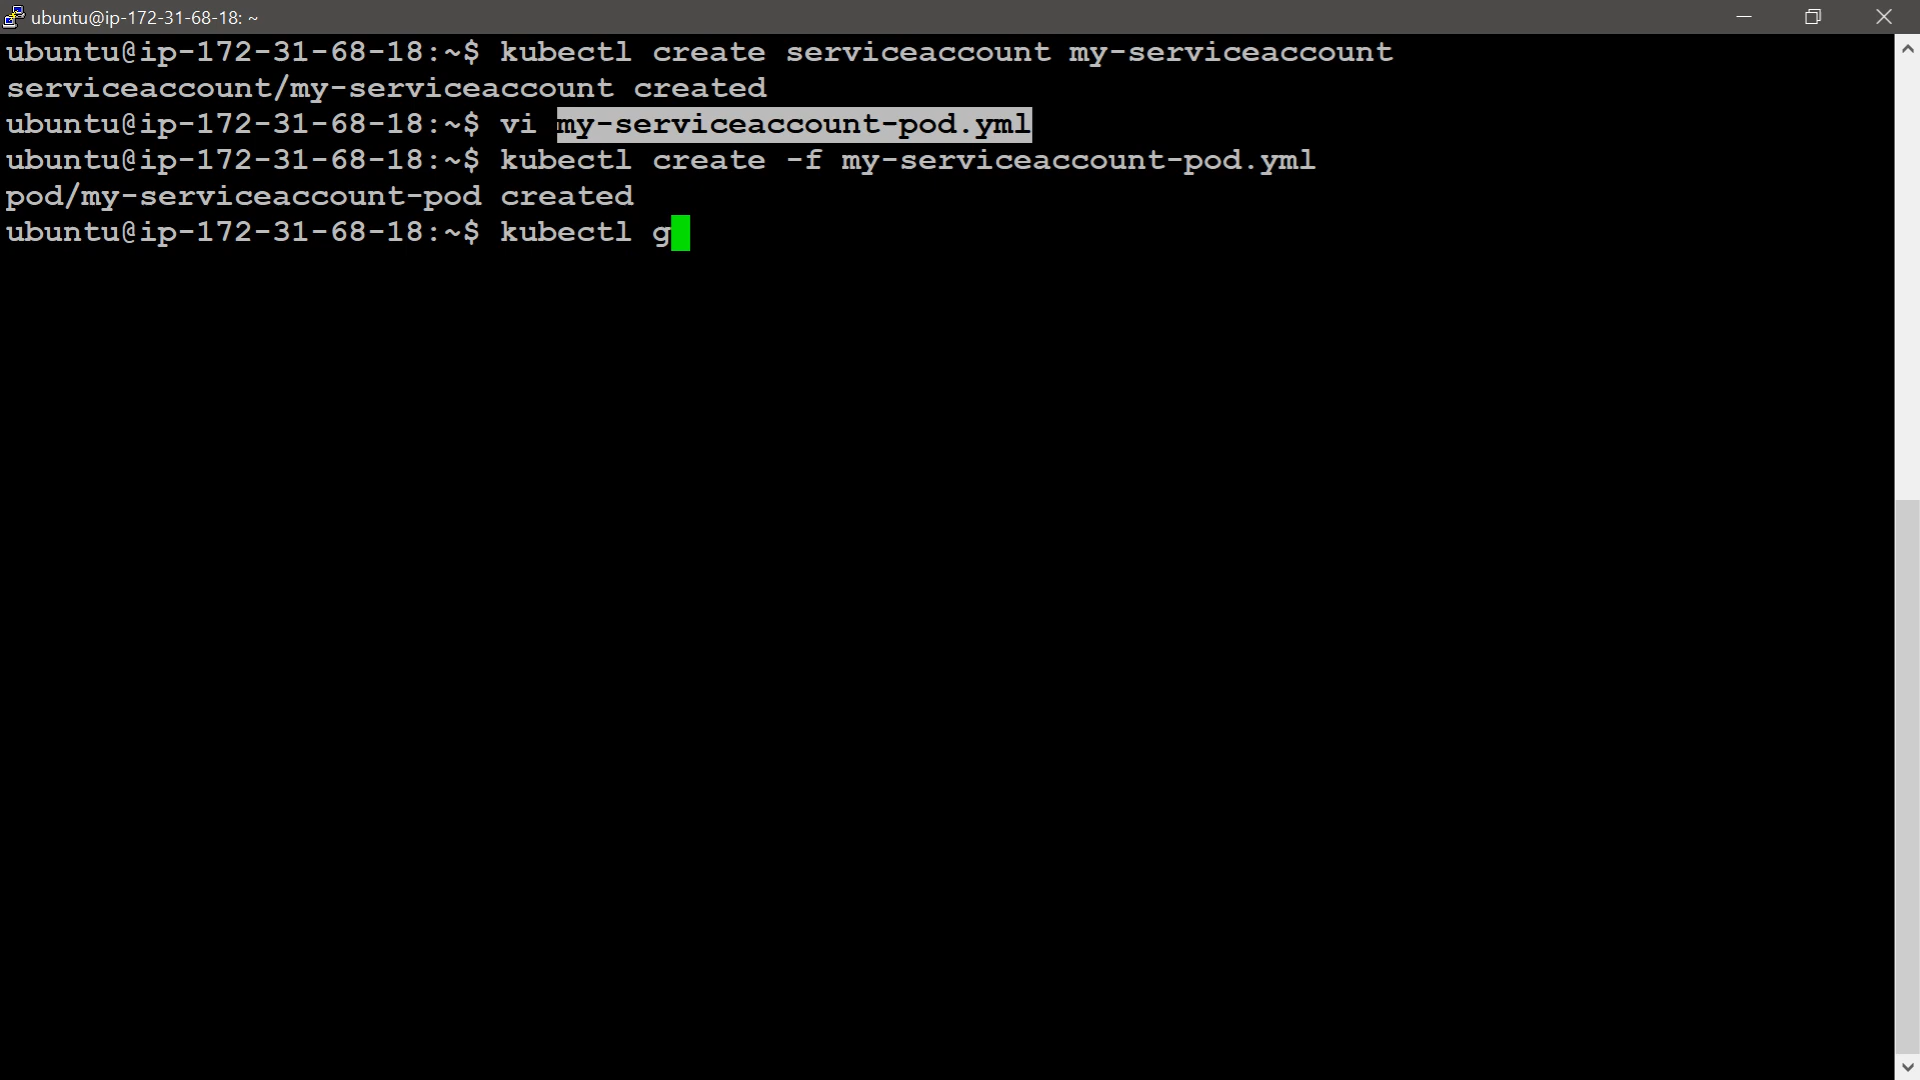 ubuntu@ip-172-31-68-18: ~
ubuntu@ip-172-31-68-18:~$ kubectl create serviceaccount my-serviceaccount
serviceaccount/my-serviceaccount created
ubuntu@ip-172-31-68-18:~$ vi my-serviceaccount-pod.yml
ubuntu@ip-172-31-68-18:~$ kubectl create -f my-serviceaccount-pod.yml
pod/my-serviceaccount-pod created
ubuntu@ip-172-31-68-18:~$ kubectl g